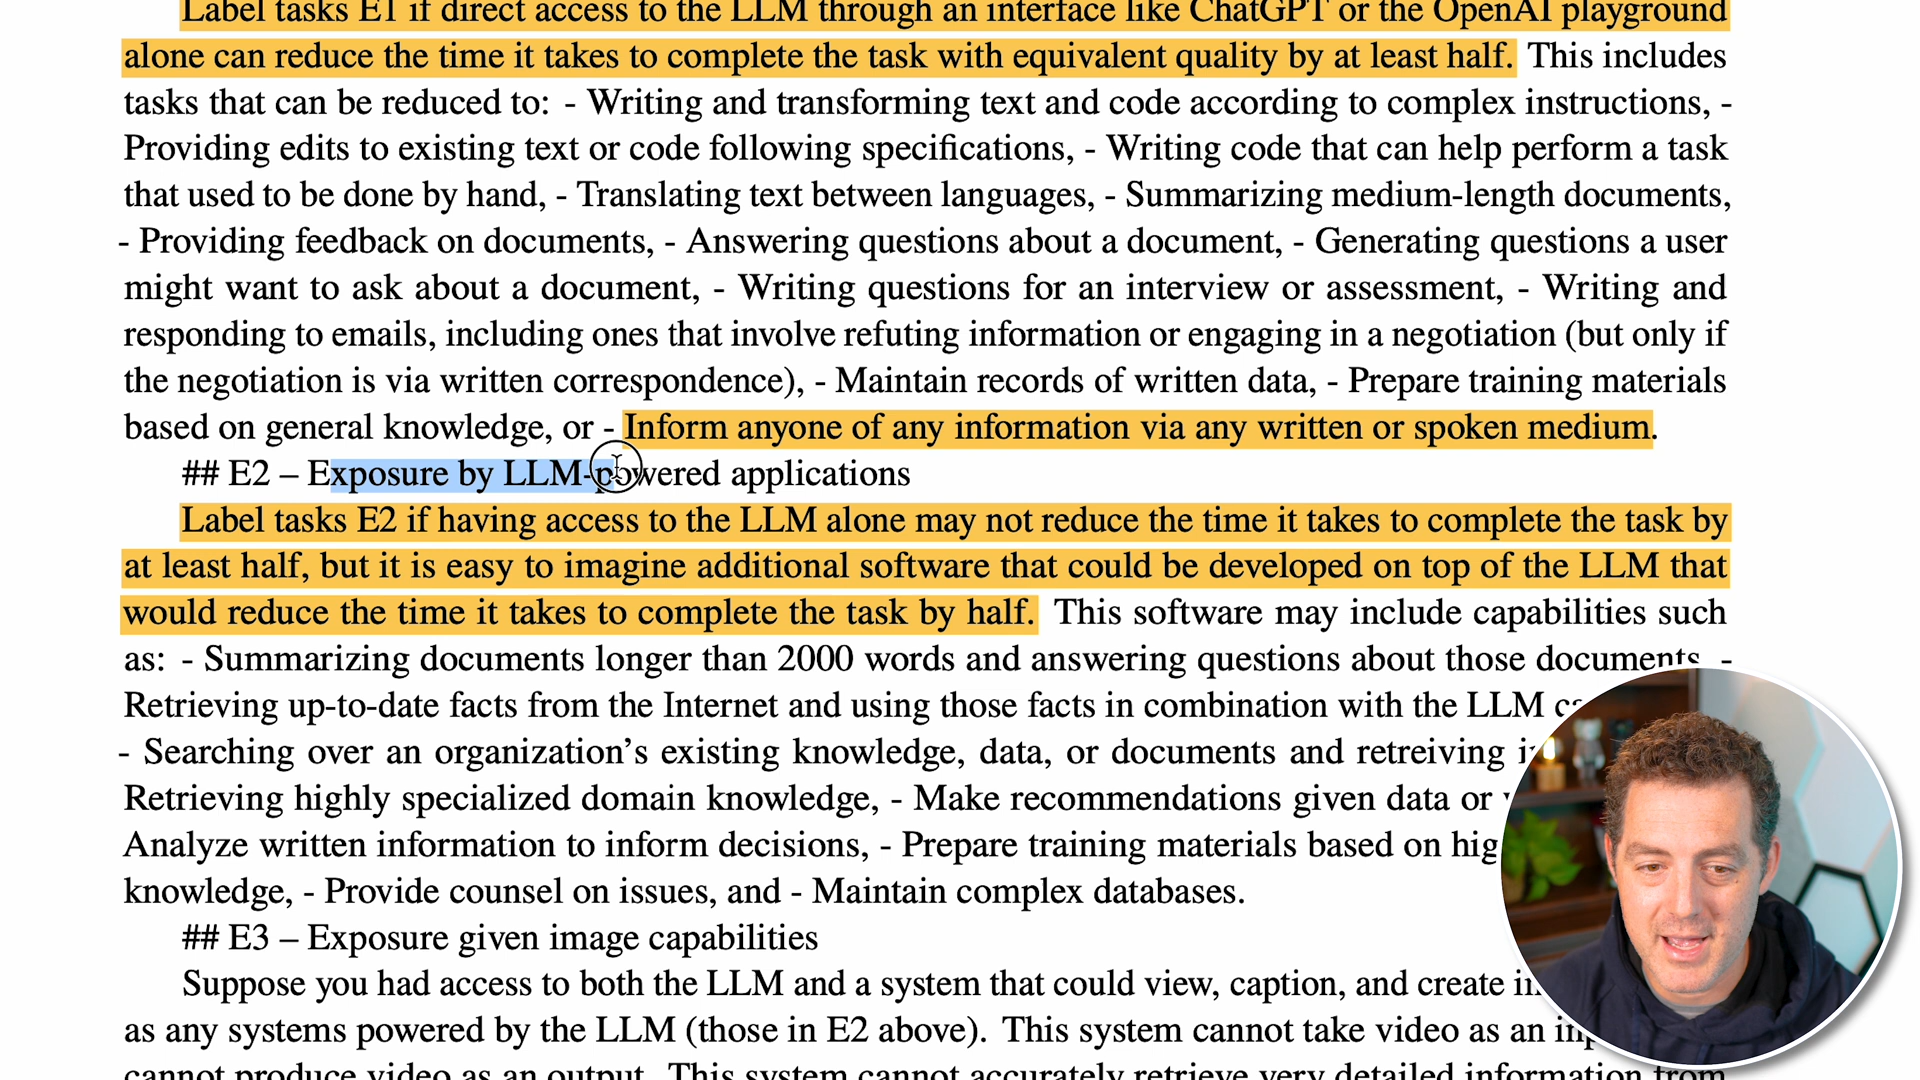 Label tasks E1 if direct access to the LLM through an interface like ChatGPT or the OpenAI playground
alone can reduce the time it takes to complete the task with equivalent quality by at least half. This includes
tasks that can be reduced to: - Writing and transforming text and code according to complex instructions, -
Providing edits to existing text or code following specifications, - Writing code that can help perform a task
that used to be done by hand, - Translating text between languages, - Summarizing medium-length documents,
- Providing feedback on documents, - Answering questions about a document, - Generating questions a user
might want to ask about a document, - Writing questions for an interview or assessment, - Writing and
responding to emails, including ones that involve refuting information or engaging in a negotiation (but only if
the negotiation is via written correspondence), - Maintain records of written data, - Prepare training materials
based on general knowledge, or - Inform anyone of any information via any written or spoken medium.
## E2 – Exposure by LLM-powered applications
Label tasks E2 if having access to the LLM alone may not reduce the time it takes to complete the task by
at least half, but it is easy to imagine additional software that could be developed on top of the LLM that
would reduce the time it takes to complete the task by half. This software may include capabilities such
as: - Summarizing documents longer than 2000 words and answering questions about those documents, -
Retrieving up-to-date facts from the Internet and using those facts in combination with the LLM
- Searching over an organization's existing knowledge, data, or documents and retreiving
Retrieving highly specialized domain knowledge, - Make recommendations given data or
Analyze written information to inform decisions, - Prepare training materials based on
knowledge, - Provide counsel on issues, and - Maintain complex databases.
## E3 – Exposure given image capabilities
Suppose you had access to both the LLM and a system that could view, caption, and create
as any systems powered by the LLM (those in E2 above). This system cannot take video as an
cannot produce video as an output. This system cannot accurately retrieve very detailed information from